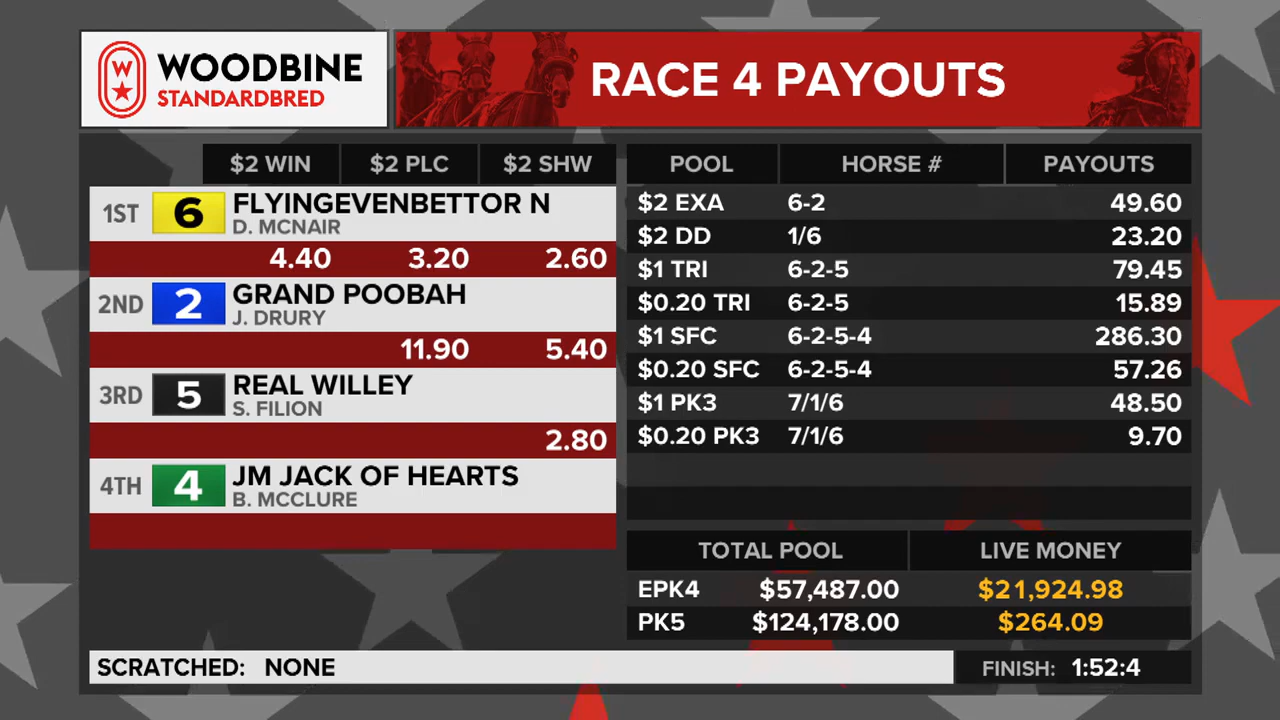 W
WOODBINE
STANDARDBRED
RACE 4 PAYOUTS
$2 WIN $2 PLC $2 SHW
1ST 6 FLYINGEVENBETTOR N
D. MCNAIR
4.40 3.20 2.60
2ND 2 GRAND POOBAH
J. DRURY
11.90 5.40
3RD 5 REAL WILLEY
S. FILION
2.80
4TH 4 JM JACK OF HEARTS
B. MCCLURE
POOL HORSE # PAYOUTS
$2 EXA 6-2 49.60
$2 DD 1/6 23.20
$1 TRI 6-2-5 79.45
$0.20 TRI 6-2-5 15.89
$1 SFC 6-2-5-4 286.30
$0.20 SFC 6-2-5-4 57.26
$1 PK3 7/1/6 48.50
$0.20 PK3 7/1/6 9.70
TOTAL POOL LIVE MONEY
EPK4 $57,487.00 $21,924.98
PK5 $124,178.00 $264.09
SCRATCHED: NONE
FINISH: 1:52:4